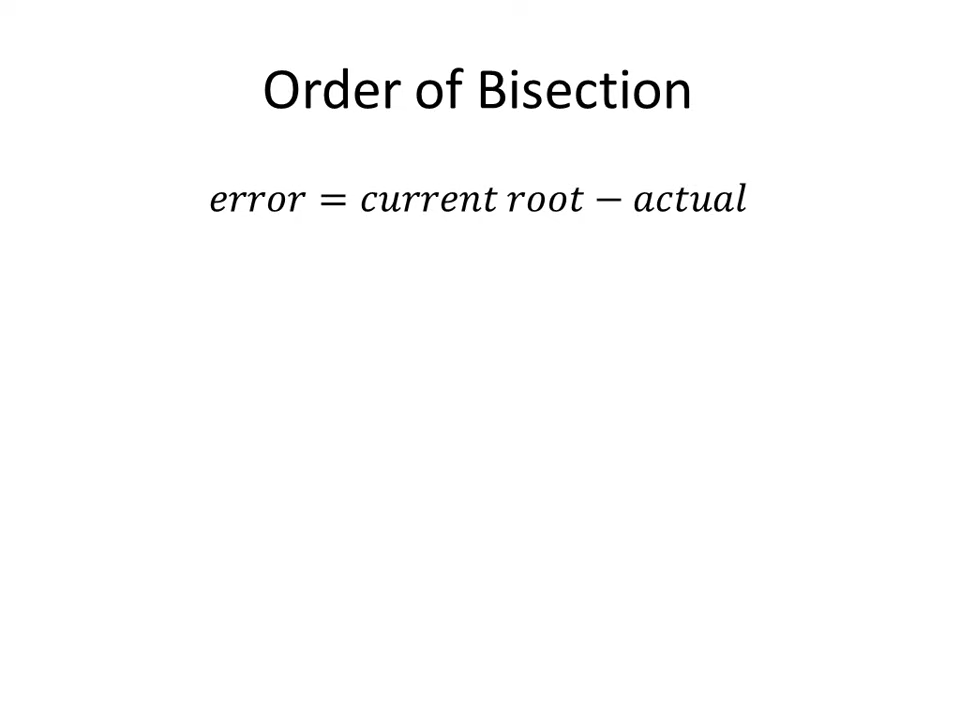 Order of Bisection
error = current root − actual